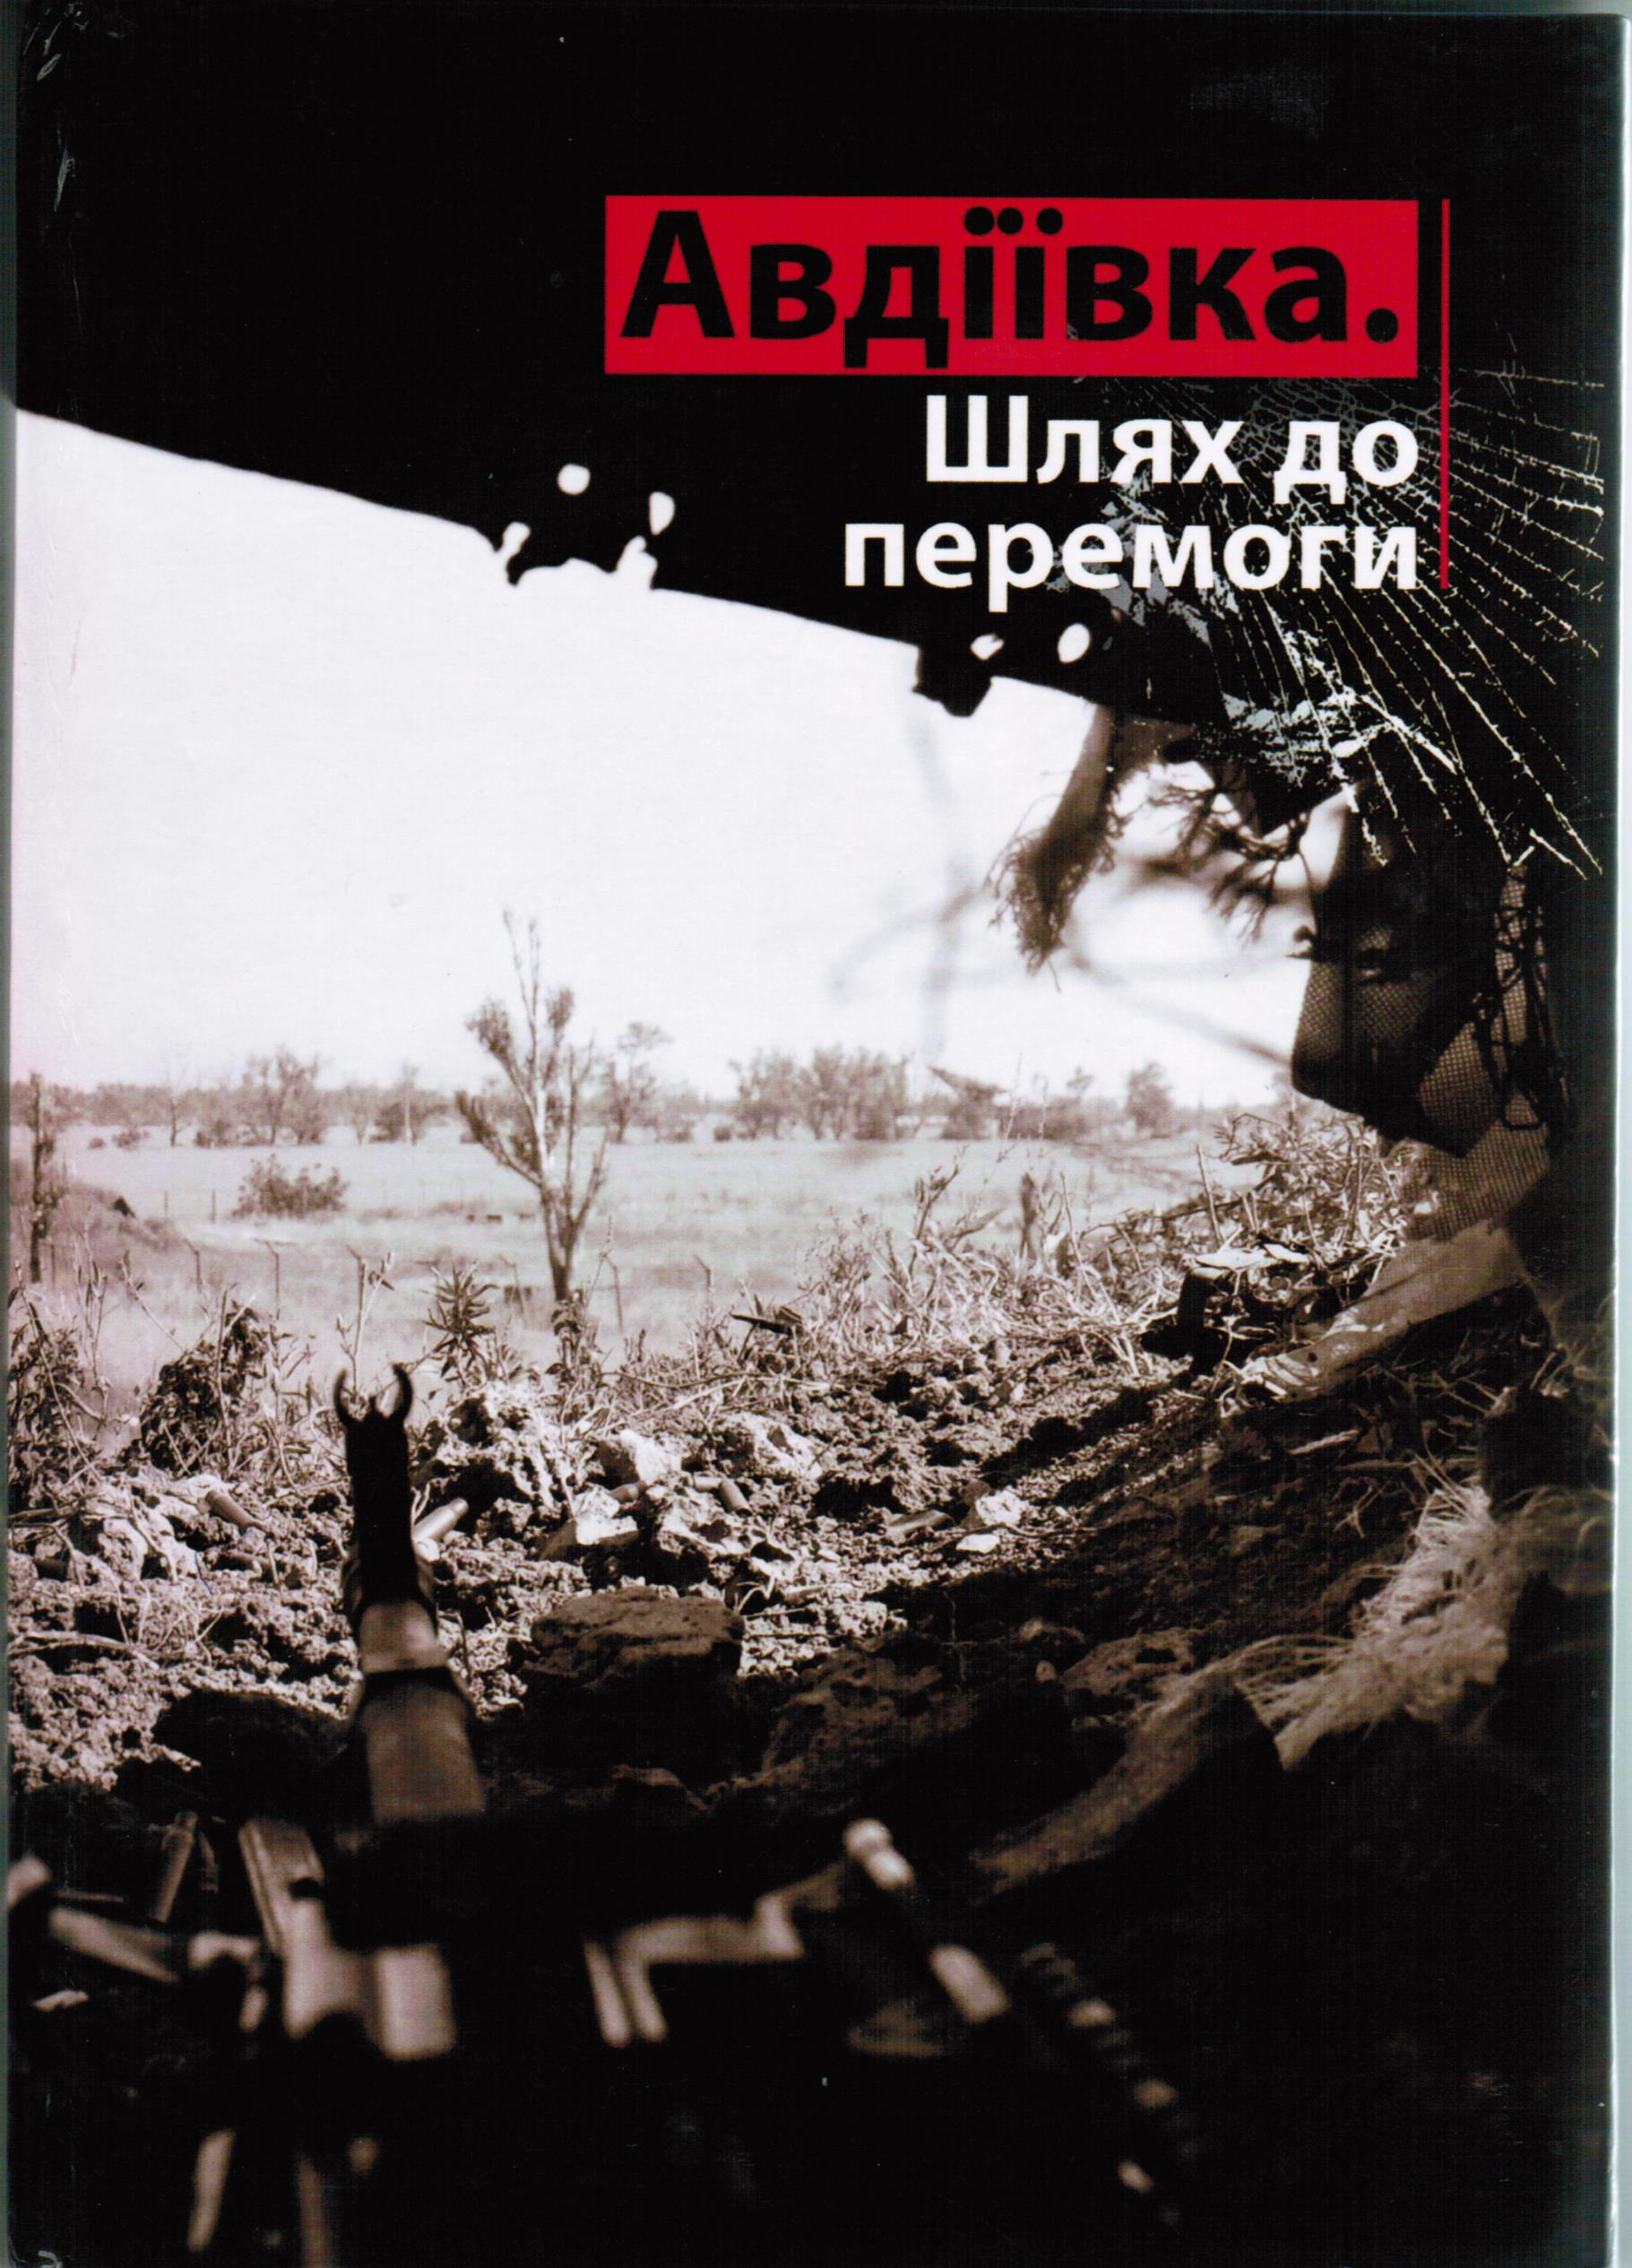 Авдіївка.
Шлях до
перемоги